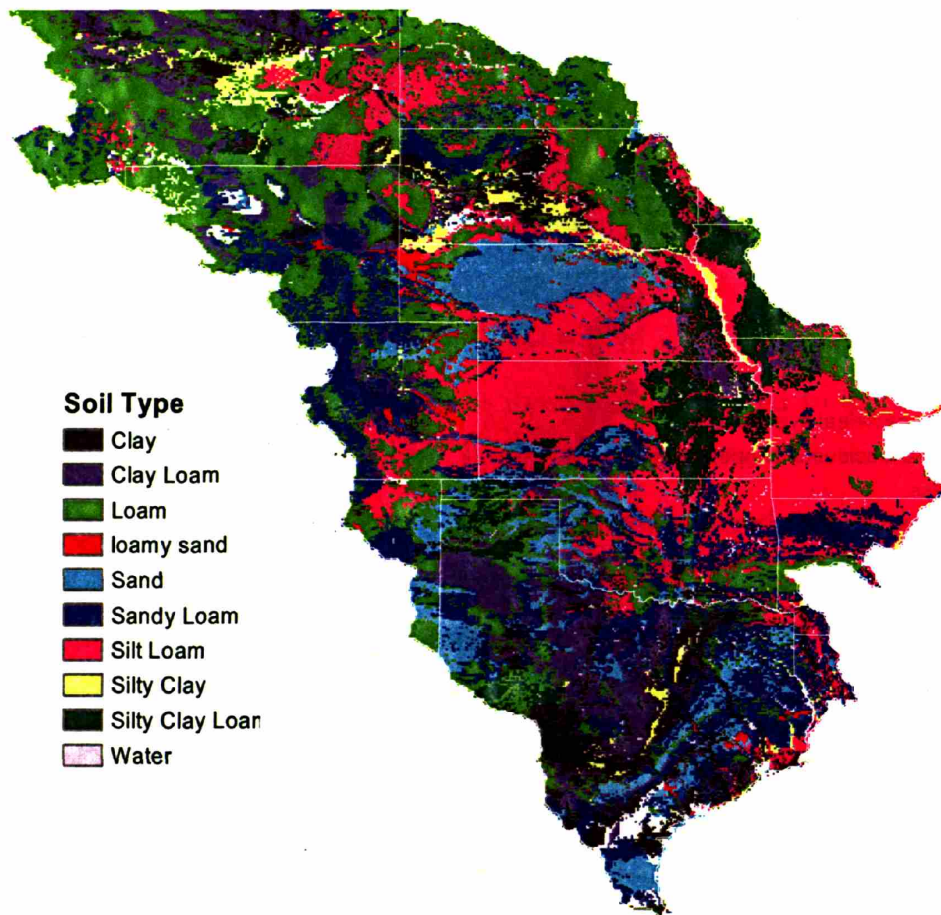 Soil Type
Clay
Clay Loam
Loam
loamy sand
Sand
Sandy Loam
Silt Loam
Silty Clay
Silty Clay Loan
Water